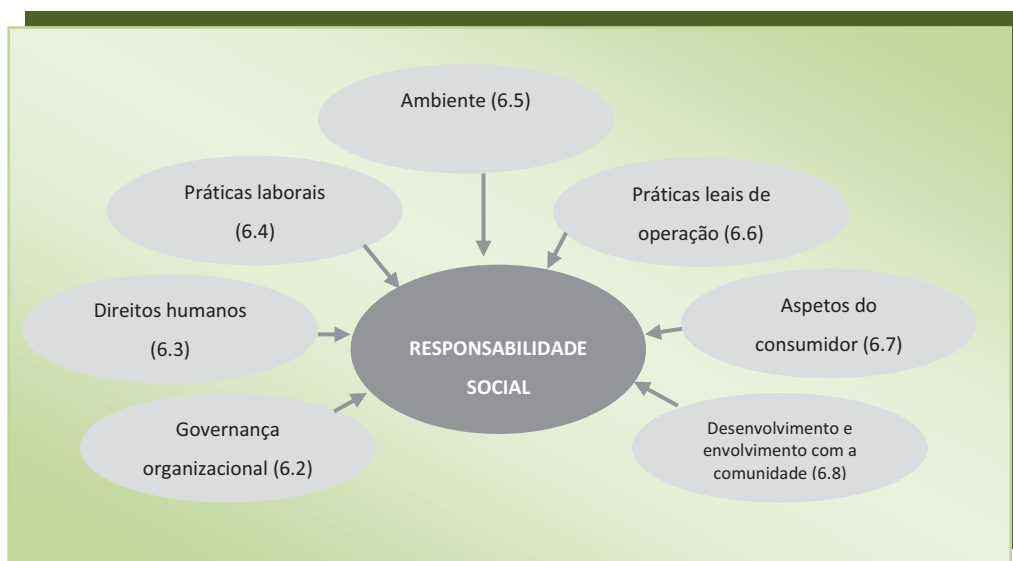 Ambiente (6.5)
Práticas laborais
(6.4)
Práticas leais de
operação (6.6)
Direitos humanos
(6.3)
Aspetos do
consumidor (6.7)
RESPONSABILIDADE
SOCIAL
Governança
organizacional (6.2)
Desenvolvimento e
envolvimento com a
comunidade (6.8)